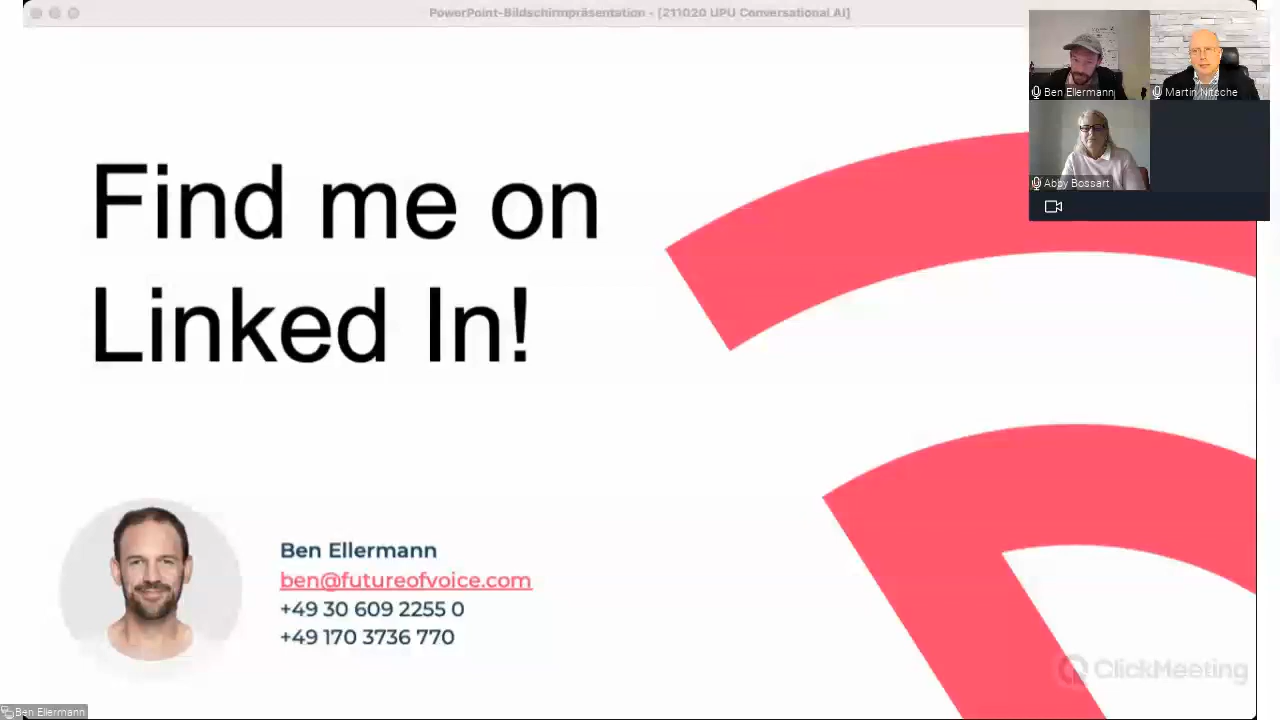 PowerPoint-Bildschirmpräsentation - [211020 UPU Conversational AI]
Ben Ellermann
Martin Nitsche
Abby Bossart
Find me on
Linked In!
Ben Ellermann
ben@futureofvoice.com
+49 30 609 2255 0
+49 170 3736 770
ClickMeeting
Ben Ellermann